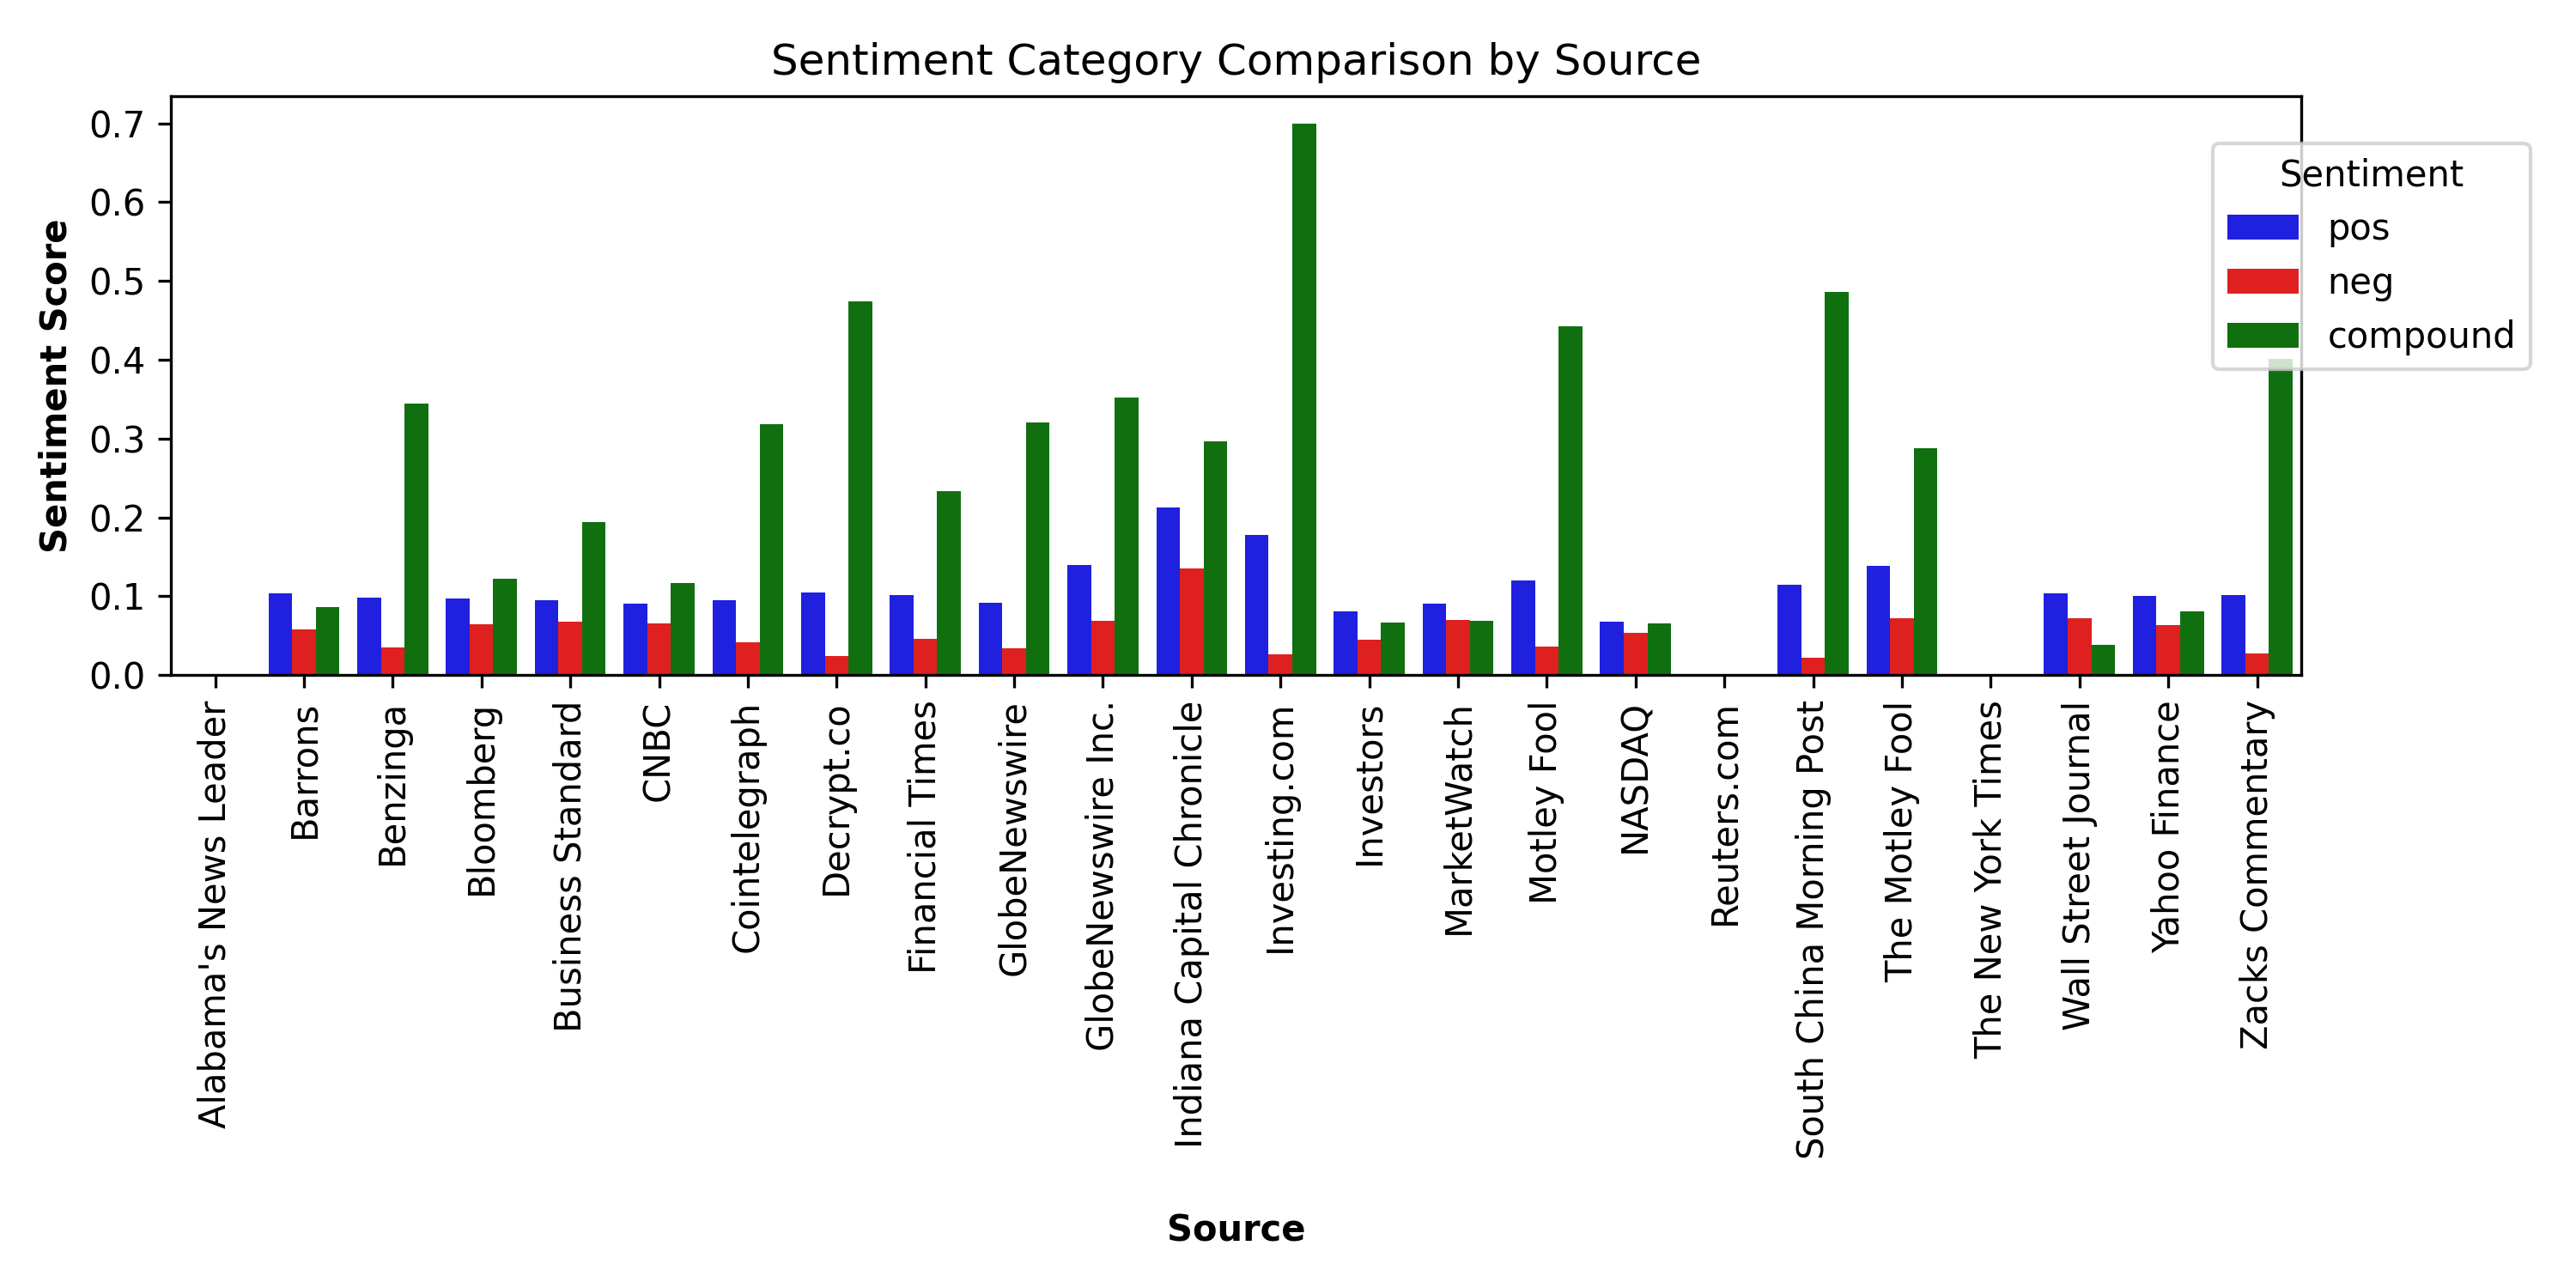 Sentiment Category Comparison by Source
Sentiment Score
0.7
0.6
0.5
0.4
0.3
0.2
0.1
0.0
Sentiment
pos
neg
compound
Alabama's News Leader
Barrons
Benzinga
Bloomberg
Business Standard
CNBC
Cointelegraph
Decrypt.co
Financial Times
GlobeNewswire
GlobeNewswire Inc.
Indiana Capital Chronicle
Investing.com
Investors
MarketWatch
Motley Fool
NASDAQ
Reuters.com
South China Morning Post
The Motley Fool
The New York Times
Wall Street Journal
Yahoo Finance
Zacks Commentary
Source